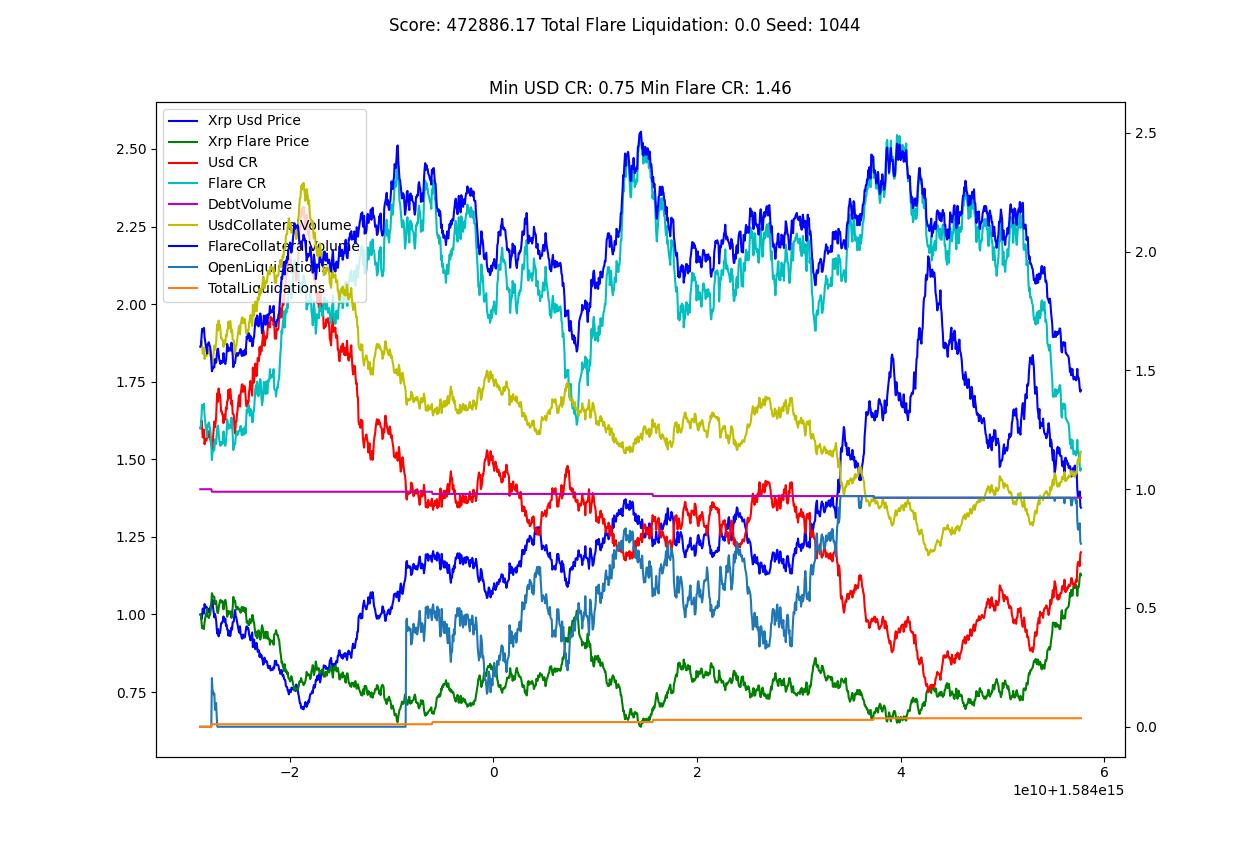 Score: 472886.17 Total Flare Liquidation: 0.0 Seed: 1044
Min USD CR: 0.75 Min Flare CR: 1.46
Xrp Usd Price
Xrp Flare Price
Usd CR
Flare CR
DebtVolume
UsdCollateralVolume
FlareCollateralVolume
OpenLiquidations
TotalLiquidations
2.50
2.25
2.00
1.75
1.50
1.25
1.00
0.75
2.5
2.0
1.5
1.0
0.5
0.0
−2
0
2
4
6
1e10+1.584e15